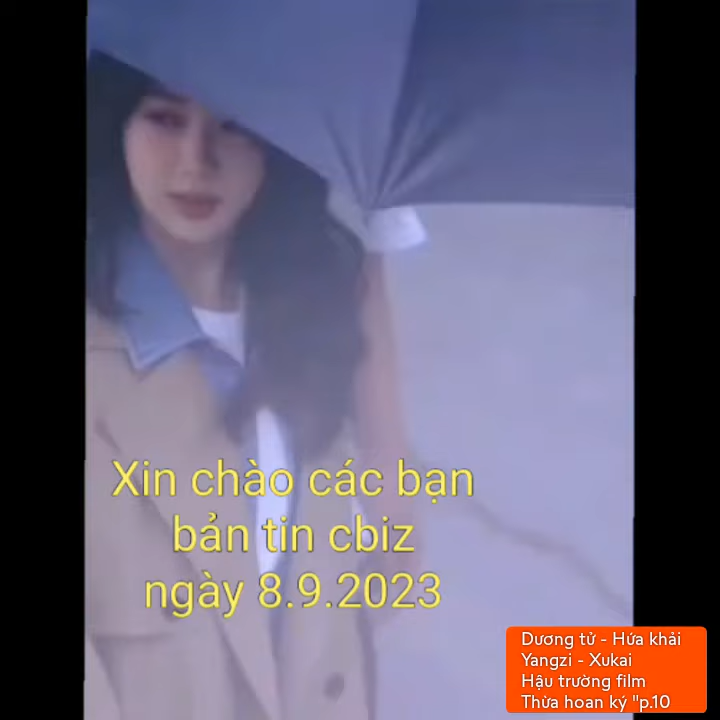 Xin chào các bạn
bản tin cbiz
ngày 8.9.2023
Dương tử - Hứa khải
Yangzi - Xukai
Hậu trường film
Thừa hoan ký "p.10